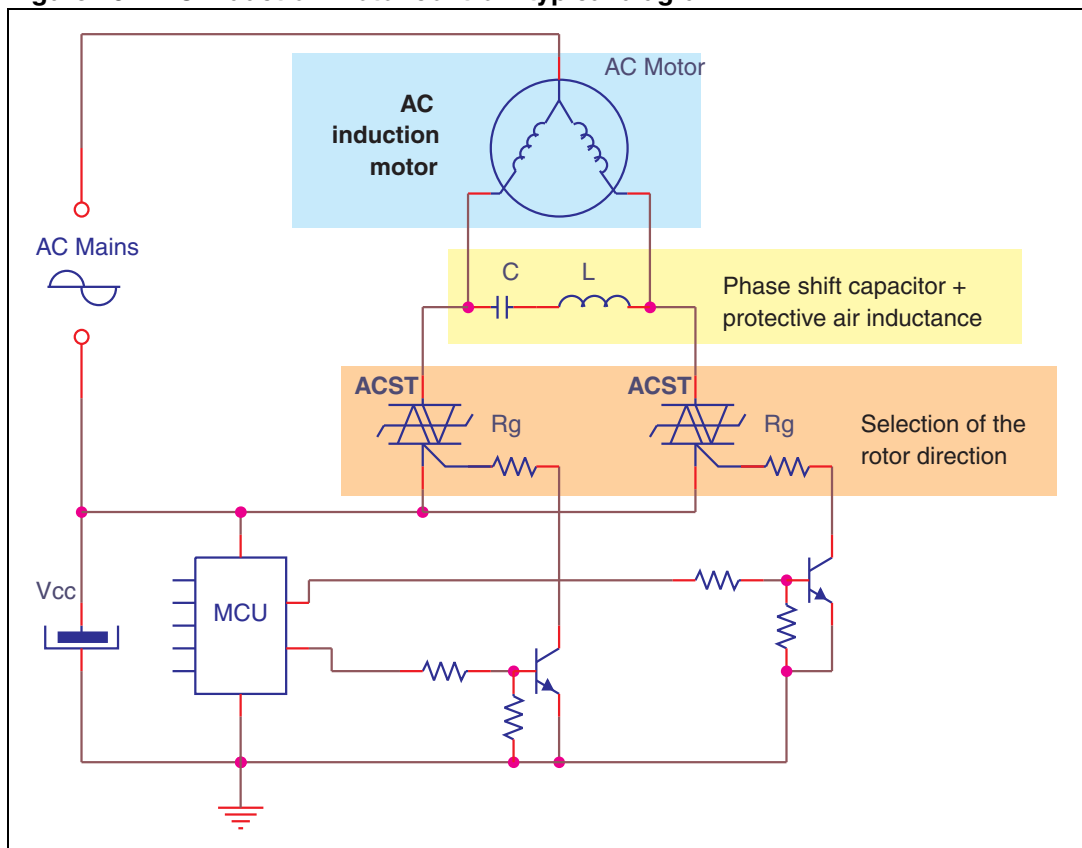 AC Motor
AC
induction
motor
AC Mains
C
L
Phase shift capacitor +
protective air inductance
ACST
ACST
Rg
Rg
Selection of the
rotor direction
Vcc
MCU